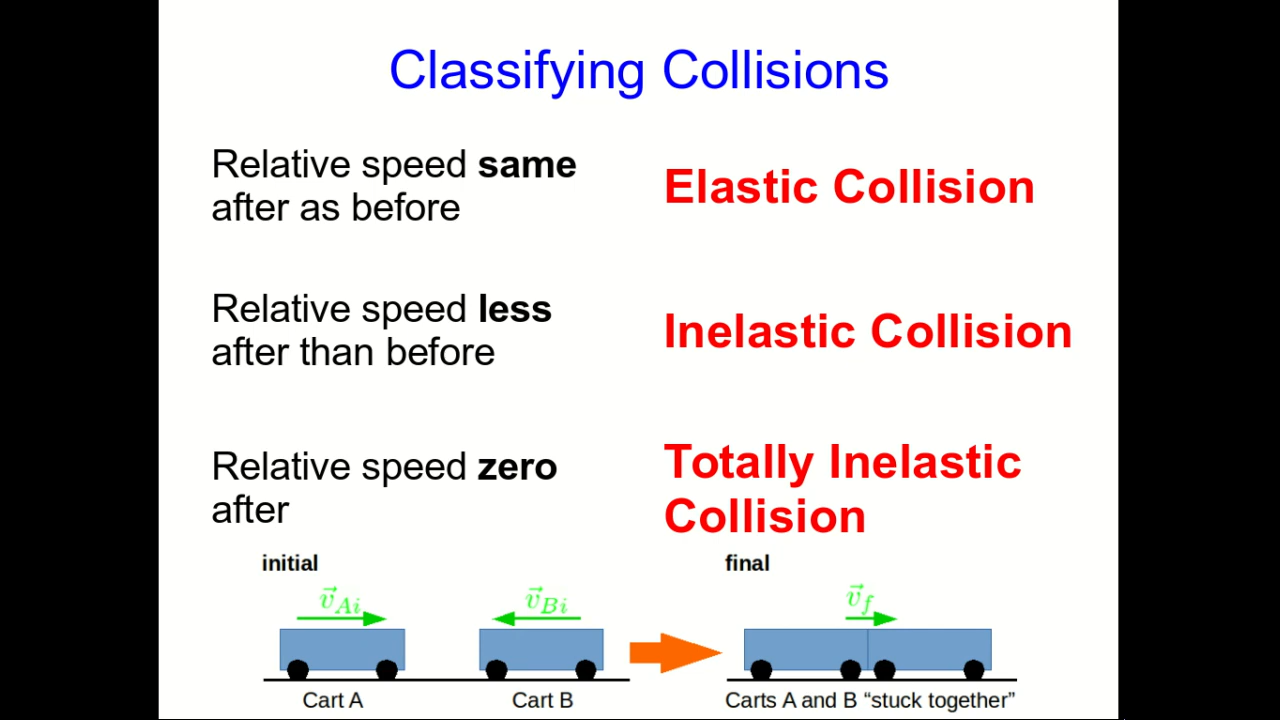 Classifying Collisions
Relative speed same
after as before
Elastic Collision
Relative speed less
after than before
Inelastic Collision
Relative speed zero
after
Totally Inelastic
Collision
initial
final
v⃗Ai
v⃗Bi
v⃗f
Cart A
Cart B
Carts A and B “stuck together”